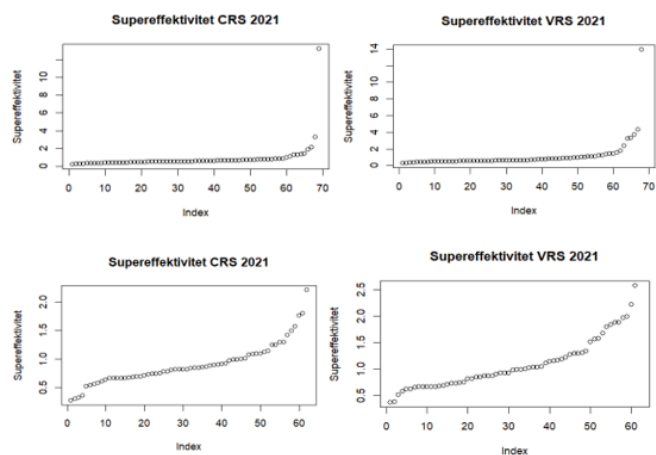 Supereffektivitet CRS 2021
Supereffektivitet
0 2 4 6 8 10
0 10 20 30 40 50 60 70
Index
Supereffektivitet VRS 2021
Supereffektivitet
0 2 4 6 8 10 14
0 10 20 30 40 50 60 70
Index
Supereffektivitet CRS 2021
Supereffektivitet
0.5 1.0 1.5 2.0
0 10 20 30 40 50 60
Index
Supereffektivitet VRS 2021
Supereffektivitet
0.5 1.0 1.5 2.0 2.5
0 10 20 30 40 50 60
Index